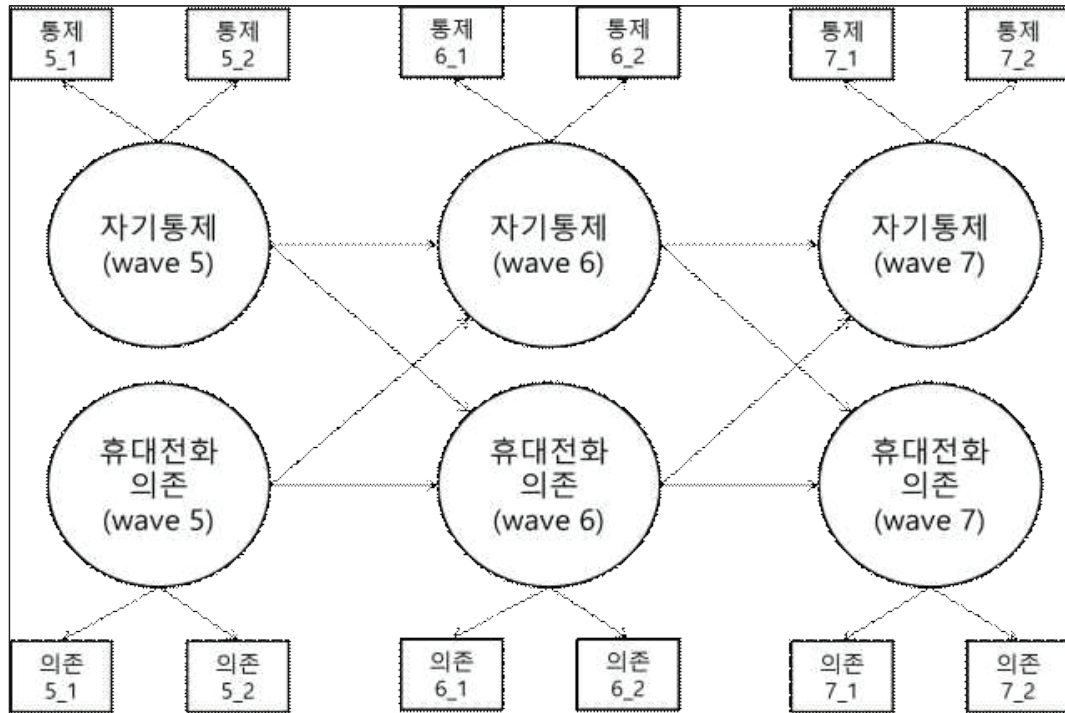 통제
5_1
통제
5_2
통제
6_1
통제
6_2
통제
7_1
통제
7_2
자기통제
(wave 5)
자기통제
(wave 6)
자기통제
(wave 7)
휴대전화
의존
(wave 5)
휴대전화
의존
(wave 6)
휴대전화
의존
(wave 7)
의존
5_1
의존
5_2
의존
6_1
의존
6_2
의존
7_1
의존
7_2